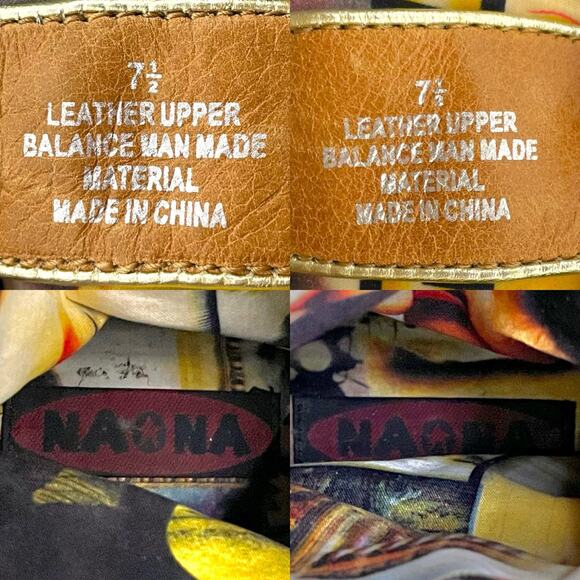 7½
LEATHER UPPER
BALANCE MAN MADE
MATERIAL
MADE IN CHINA
7½
LEATHER UPPER
BALANCE MAN MADE
MATERIAL
MADE IN CHINA
NAONA
NAONA